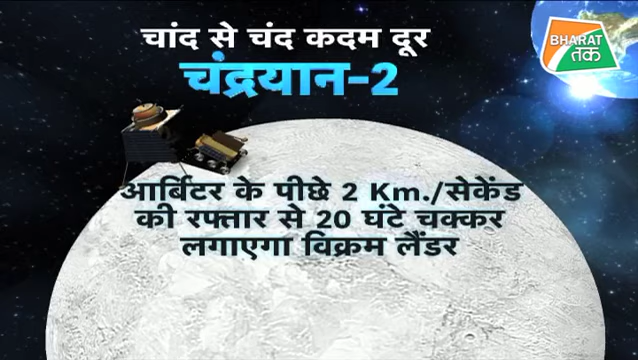 BHARAT
तक
चांद से चंद कदम दूर
चंद्रयान-2
आर्बिटर के पीछे 2 Km./सेकेंड
की रफ्तार से 20 घंटे चक्कर
लगाएगा विक्रम लैंडर